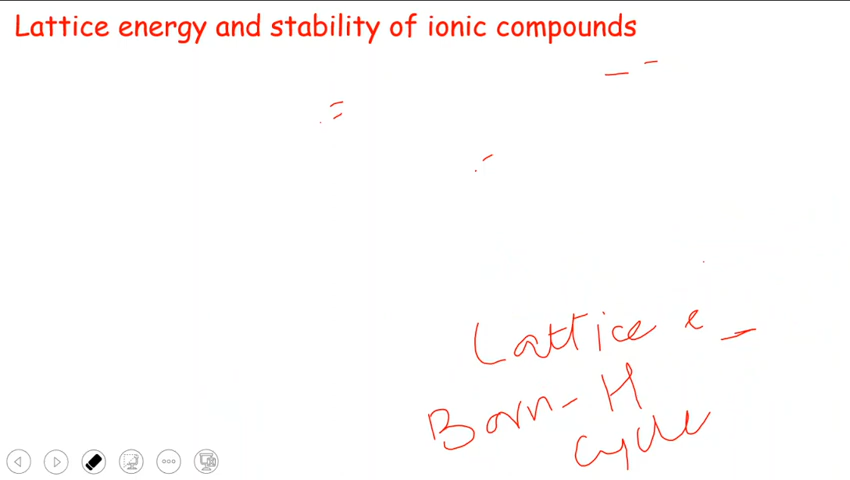 Lattice energy and stability of ionic compounds
Lattice e
Born - H
cycle